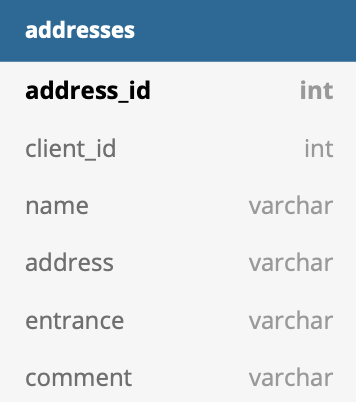 addresses
address_id int
client_id int
name varchar
address varchar
entrance varchar
comment varchar